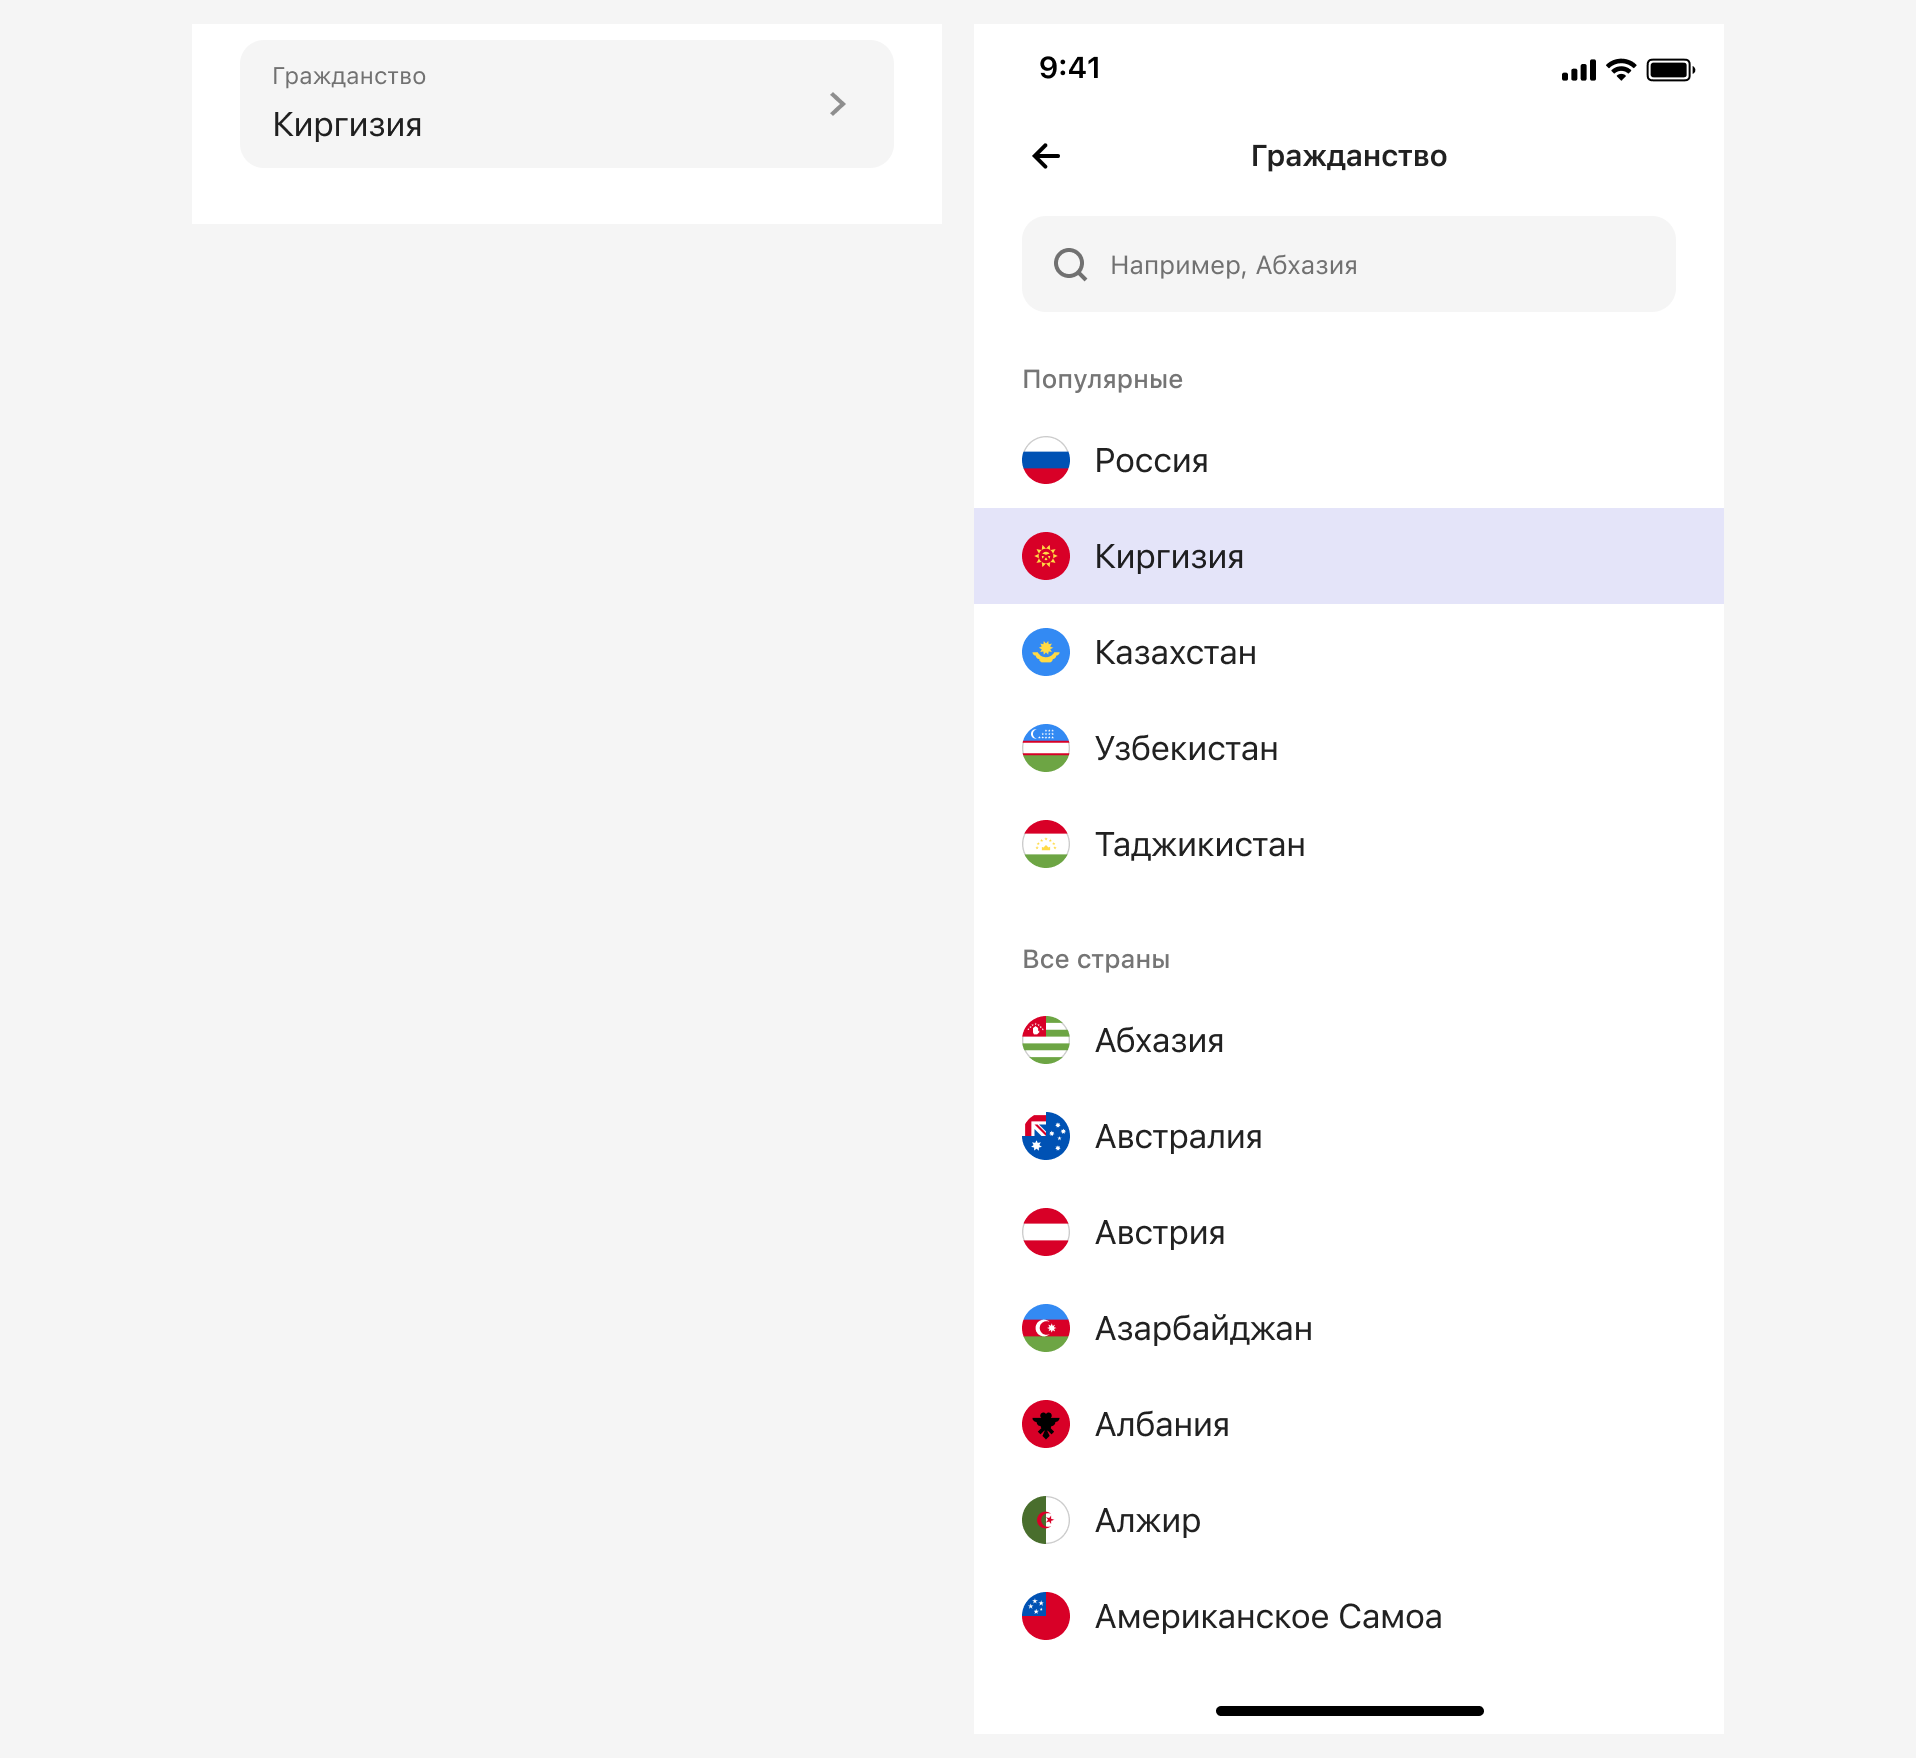 Гражданство
Киргизия
9:41
Гражданство
Например, Абхазия
Популярные
Россия
Киргизия
Казахстан
Узбекистан
Таджикистан
Все страны
Абхазия
Австралия
Австрия
Азарбайджан
Албания
Алжир
Американское Самоа